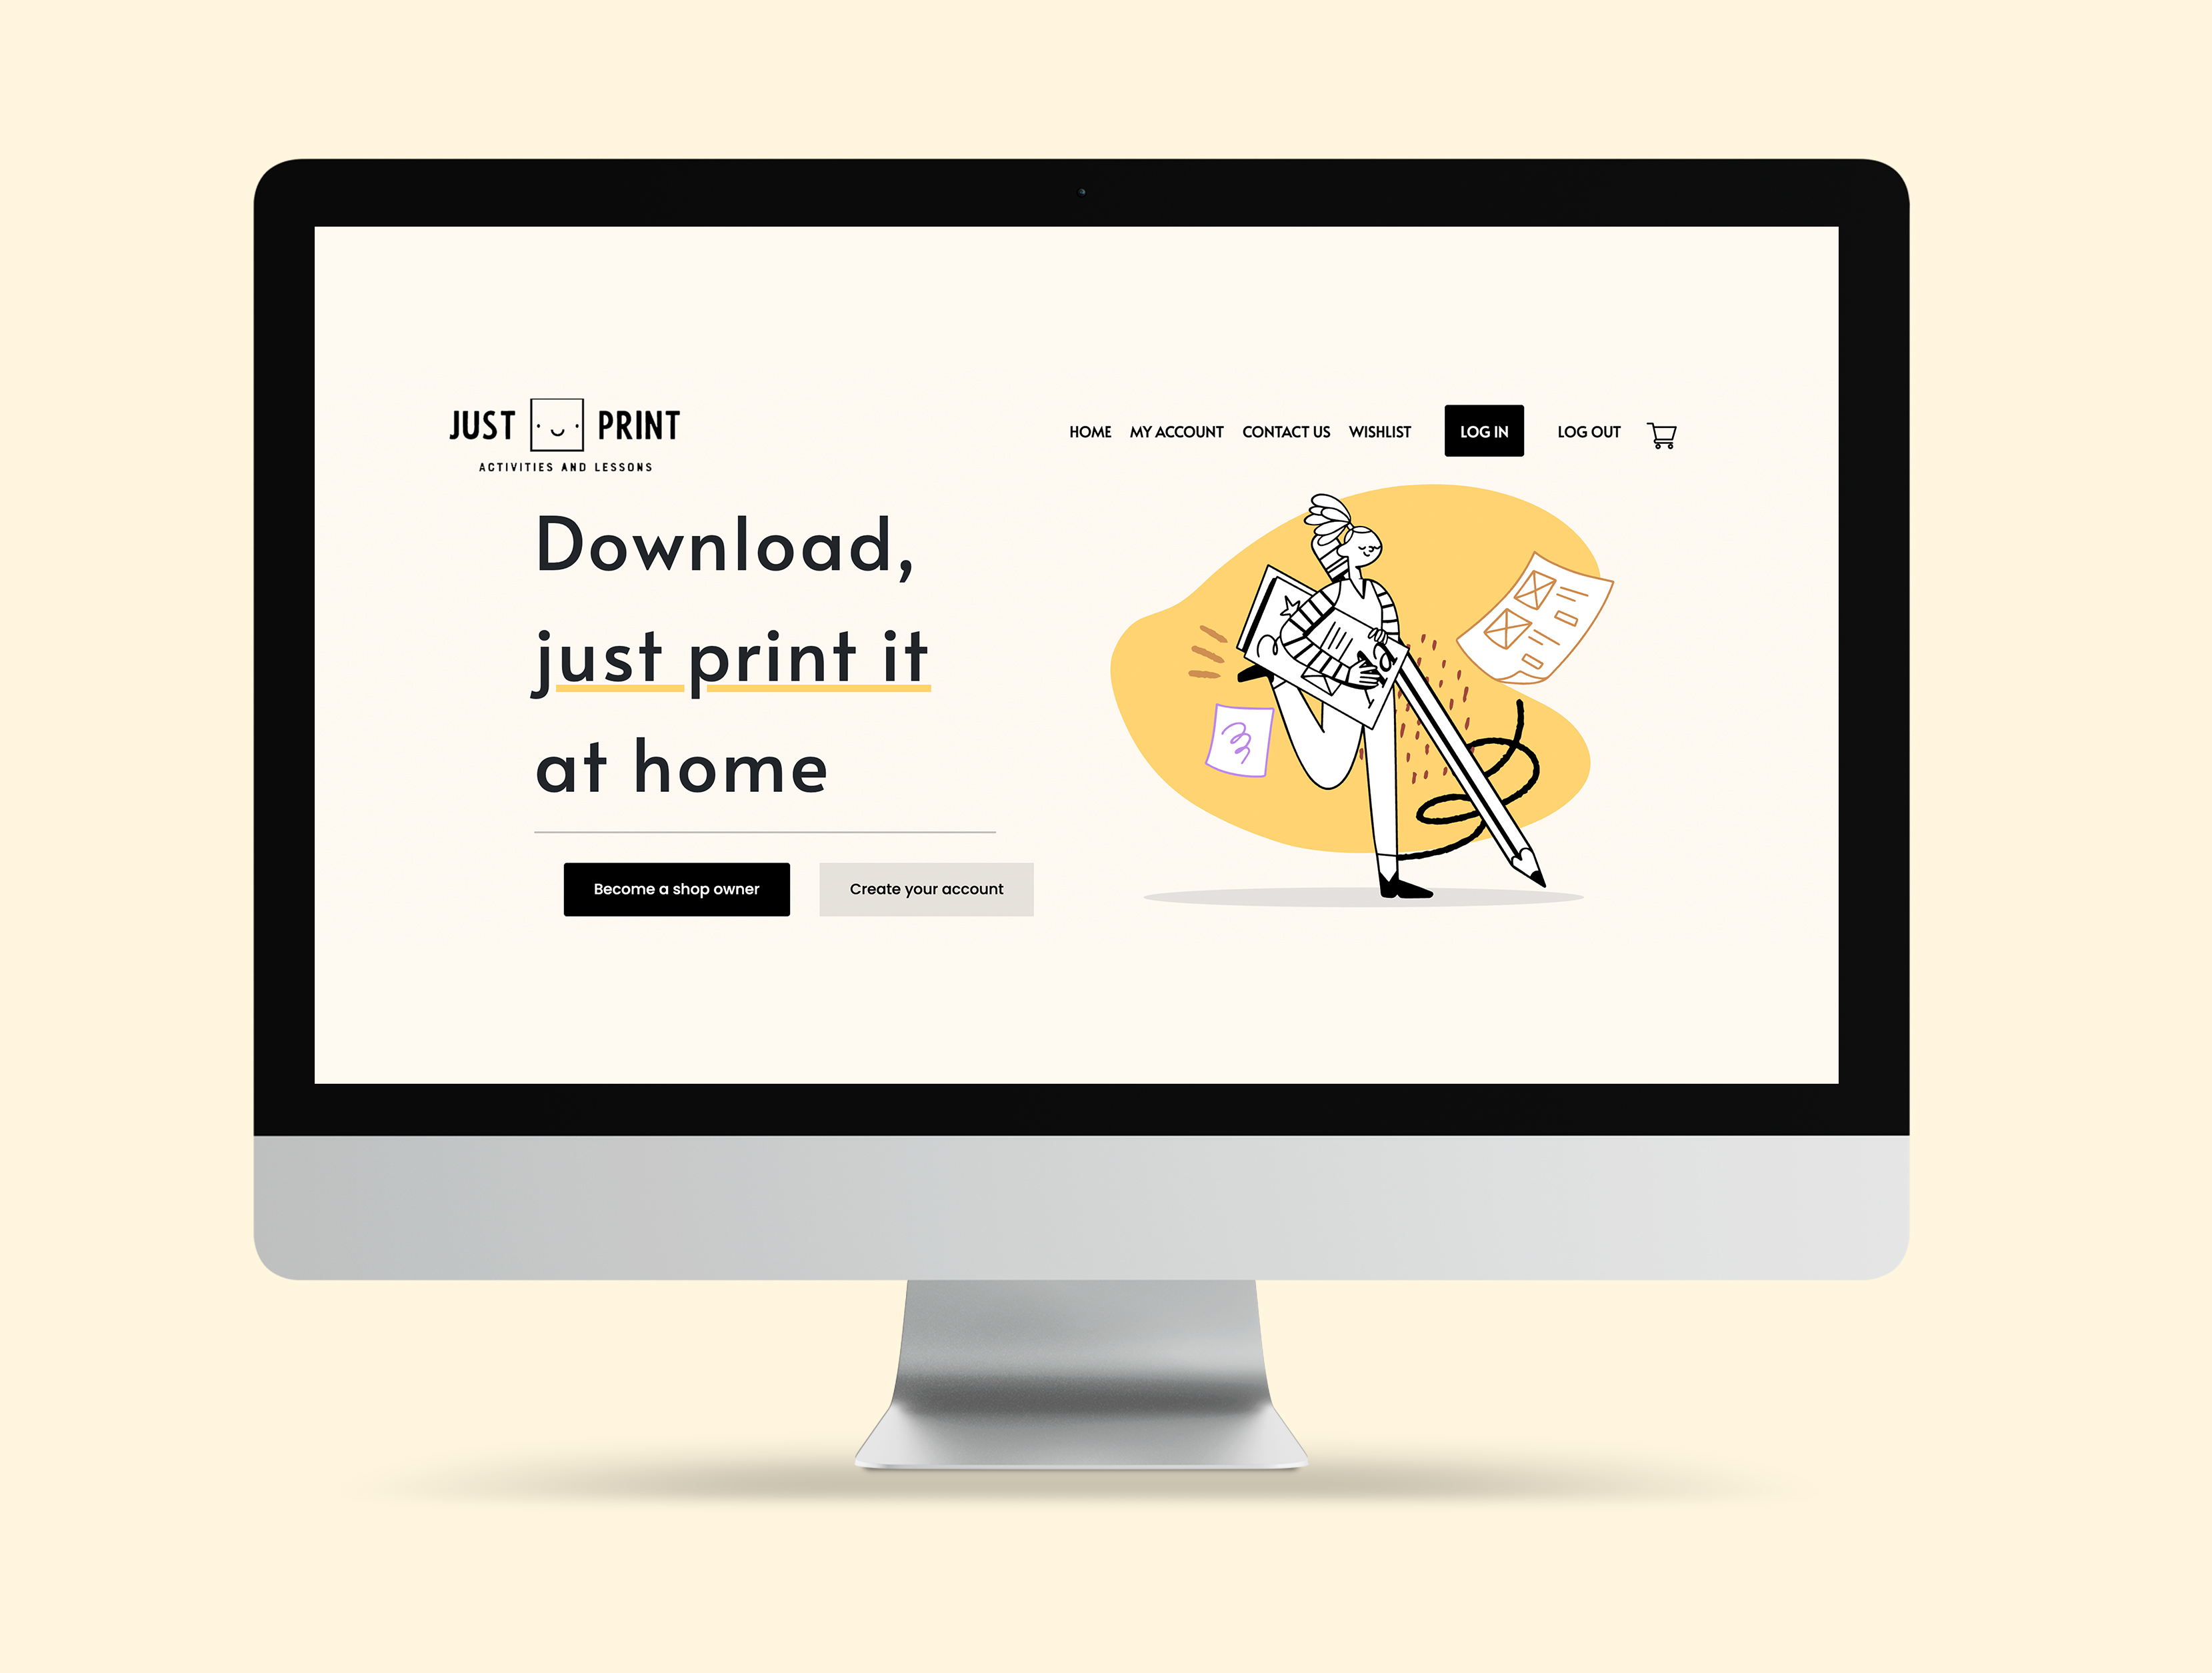 JUST PRINT
ACTIVITIES AND LESSONS
HOME MY ACCOUNT CONTACT US WISHLIST LOG IN LOG OUT
Download,
just print it
at home
Become a shop owner Create your account